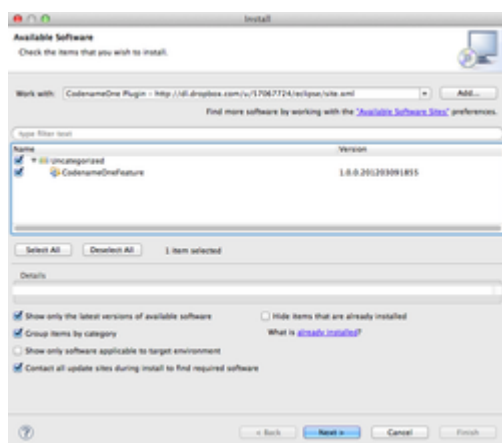 Install
Available Software
Check the items that you wish to install.
Work with: CodenameOne Plugin - http://dl.dropbox.com/u/17067724/eclipse/site.xml
Add...
Find more software by working with the "Available Software Sites" preferences.
type filter text
Name Version
Uncategorized
CodenameOneFeature 1.0.0.201203091855
Select All Deselect All 1 item selected
Details
Show only the latest versions of available software Hide items that are already installed
Group items by category What is already installed?
Show only software applicable to target environment
Contact all update sites during install to find required software
? < Back Next > Cancel Finish